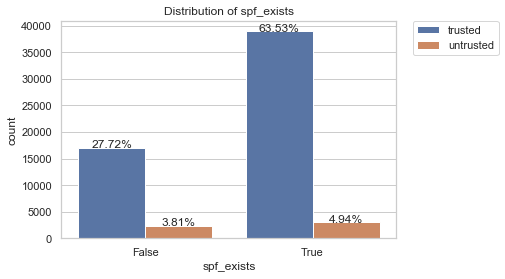 Distribution of spf_exists
40000
35000
30000
25000
20000
15000
10000
5000
0
count
27.72%
3.81%
63.53%
4.94%
False
True
spf_exists
trusted
untrusted